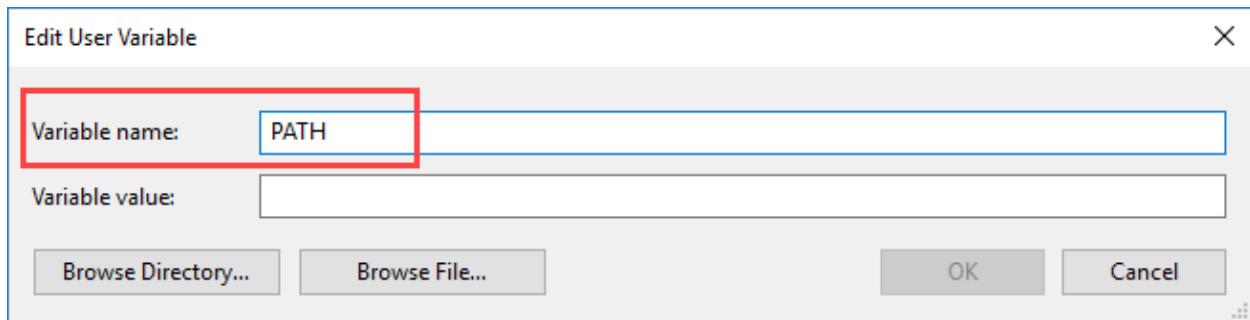 Edit User Variable
Variable name: PATH
Variable value:
Browse Directory... Browse File... OK Cancel